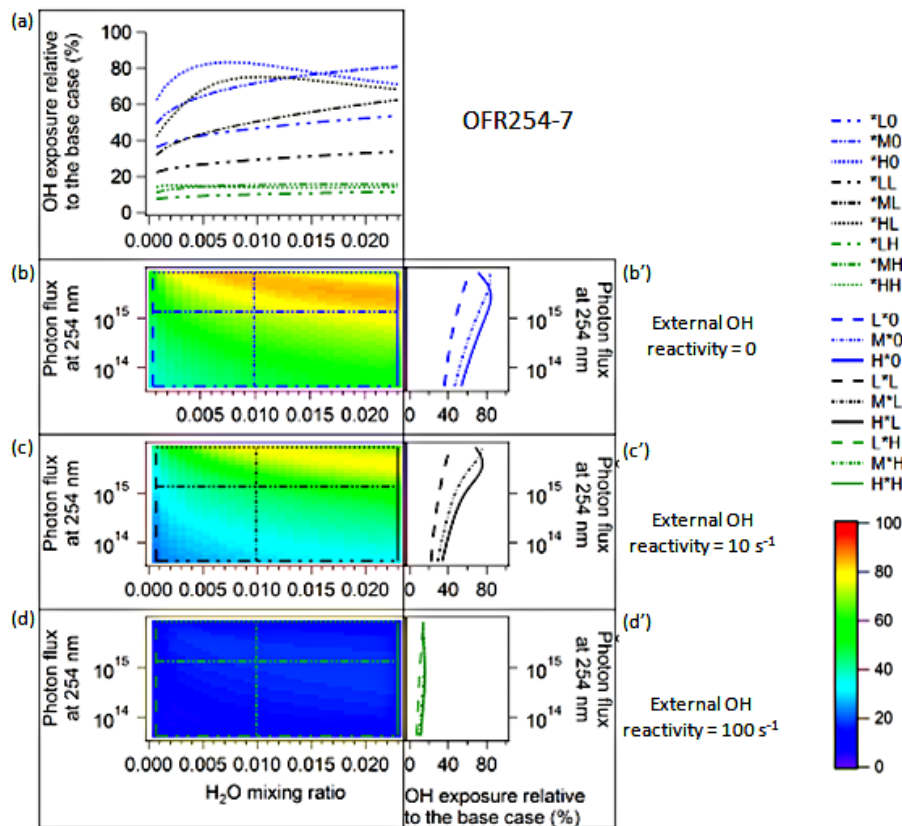 (a)
OH exposure relative
to the base case (%)
100
80
60
40
20
0
0.000 0.005 0.010 0.015 0.020
OFR254-7
*L0
*M0
*H0
*LL
*ML
*HL
*LH
*MH
*HH
L*0
M*0
H*0
L*L
M*L
H*L
L*H
M*H
H*H
(b)
Photon flux
at 254 nm
10^15
10^14
0.005 0.010 0.015 0.020
(b')
Photon flux
at 254 nm
10^15
10^14
0 40 80
External OH
reactivity = 0
(c)
Photon flux
at 254 nm
10^15
10^14
0.000 0.005 0.010 0.015 0.020
(c')
Photon flux
at 254 nm
10^15
10^14
0 40 80
External OH
reactivity = 10 s^-1
(d)
Photon flux
at 254 nm
10^15
10^14
0.000 0.005 0.010 0.015 0.020
H2O mixing ratio
(d')
Photon flux
at 254 nm
10^15
10^14
0 40 80
OH exposure relative
to the base case (%)
External OH
reactivity = 100 s^-1
100
80
60
40
20
0